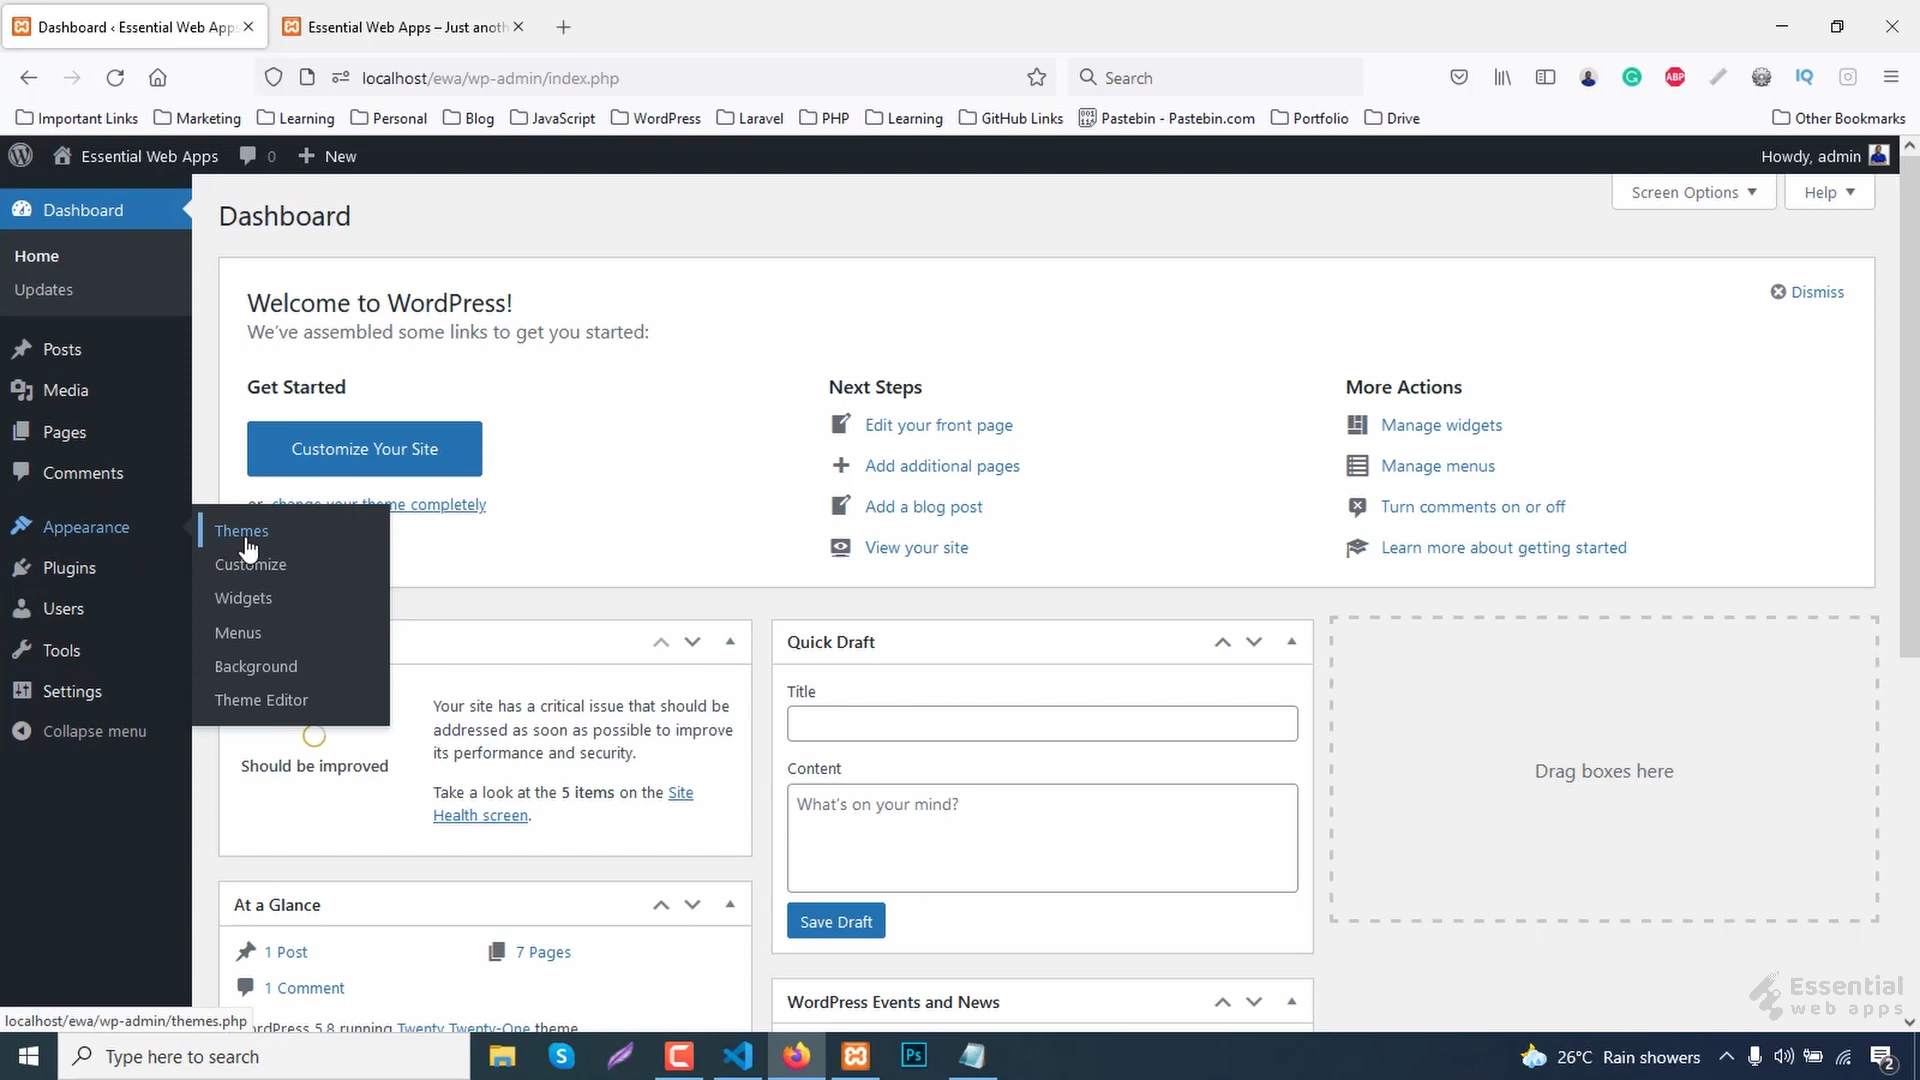 Dashboard ‹ Essential Web Apps
Essential Web Apps – Just anoth
localhost/ewa/wp-admin/index.php
Search
ABP
IQ
Important Links
Marketing
Learning
Personal
Blog
JavaScript
WordPress
Laravel
PHP
Learning
GitHub Links
Pastebin - Pastebin.com
Portfolio
Drive
Other Bookmarks
Essential Web Apps
0
New
Howdy, admin
Dashboard
Home
Updates
Posts
Media
Pages
Comments
Appearance
Plugins
Users
Tools
Settings
Collapse menu
Themes
Customize
Widgets
Menus
Background
Theme Editor
Dashboard
Screen Options
Help
Welcome to WordPress!
We've assembled some links to get you started:
Dismiss
Get Started
Customize Your Site
or, change your theme completely
Next Steps
Edit your front page
Add additional pages
Add a blog post
View your site
More Actions
Manage widgets
Manage menus
Turn comments on or off
Learn more about getting started
Should be improved
Your site has a critical issue that should be
addressed as soon as possible to improve
its performance and security.
Take a look at the 5 items on the Site
Health screen.
At a Glance
1 Post
7 Pages
1 Comment
WordPress 5.8 running Twenty Twenty-One theme
Quick Draft
Title
Content
What's on your mind?
Save Draft
WordPress Events and News
Drag boxes here
Essential
web apps
localhost/ewa/wp-admin/themes.php
Type here to search
Ps
26°C Rain showers
2